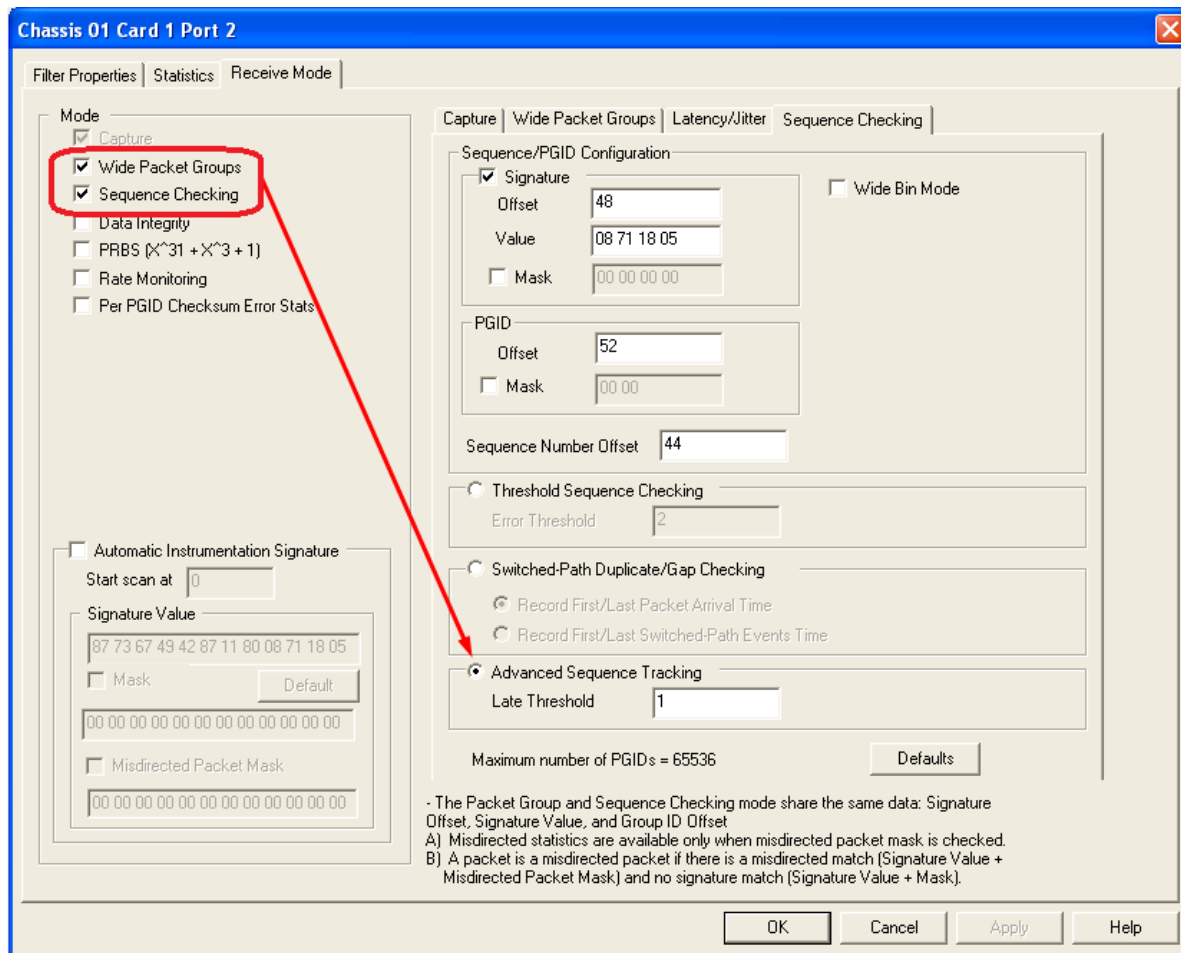 Chassis 01 Card 1 Port 2
Filter Properties
Statistics
Receive Mode
Mode
Capture
Wide Packet Groups
Sequence Checking
Data Integrity
PRBS (X^31 + X^3 + 1)
Rate Monitoring
Per PGID Checksum Error Stats
Automatic Instrumentation Signature
Start scan at 0
Signature Value
87 73 67 49 42 87 11 80 08 71 18 05
Mask
Default
00 00 00 00 00 00 00 00 00 00 00 00
Misdirected Packet Mask
00 00 00 00 00 00 00 00 00 00 00 00
Capture
Wide Packet Groups
Latency/Jitter
Sequence Checking
Sequence/PGID Configuration
Signature
Wide Bin Mode
Offset 48
Value 08 71 18 05
Mask 00 00 00 00
PGID
Offset 52
Mask 00 00
Sequence Number Offset 44
Threshold Sequence Checking
Error Threshold 2
Switched-Path Duplicate/Gap Checking
Record First/Last Packet Arrival Time
Record First/Last Switched-Path Events Time
Advanced Sequence Tracking
Late Threshold 1
Maximum number of PGIDs = 65536
Defaults
- The Packet Group and Sequence Checking mode share the same data: Signature
Offset, Signature Value, and Group ID Offset
A) Misdirected statistics are available only when misdirected packet mask is checked.
B) A packet is a misdirected packet if there is a misdirected match (Signature Value +
Misdirected Packet Mask) and no signature match (Signature Value + Mask).
OK
Cancel
Apply
Help